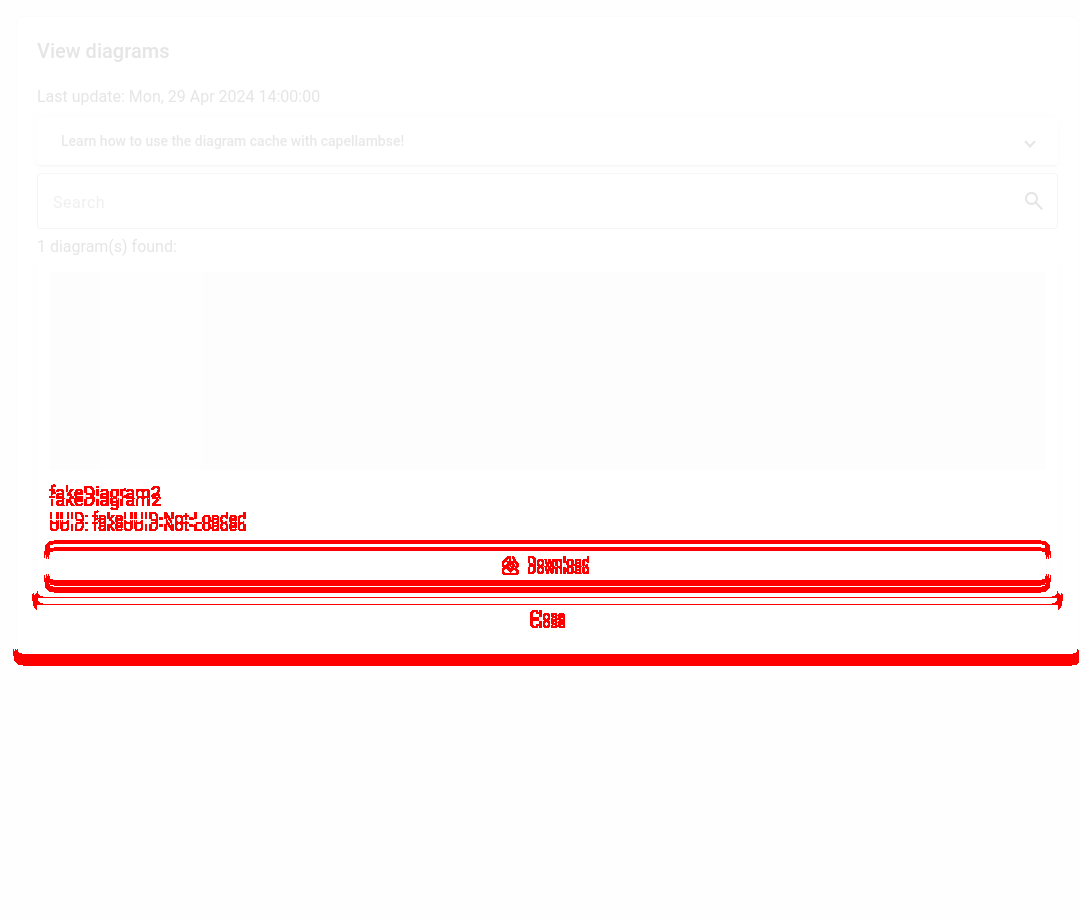 View diagrams
Last update: Mon, 29 Apr 2024 14:00:00
Learn how to use the diagram cache with capellambse!
Search
1 diagram(s) found:
fakeDiagram2
UUID: fakeUUID-Not-Loaded
Download
Close